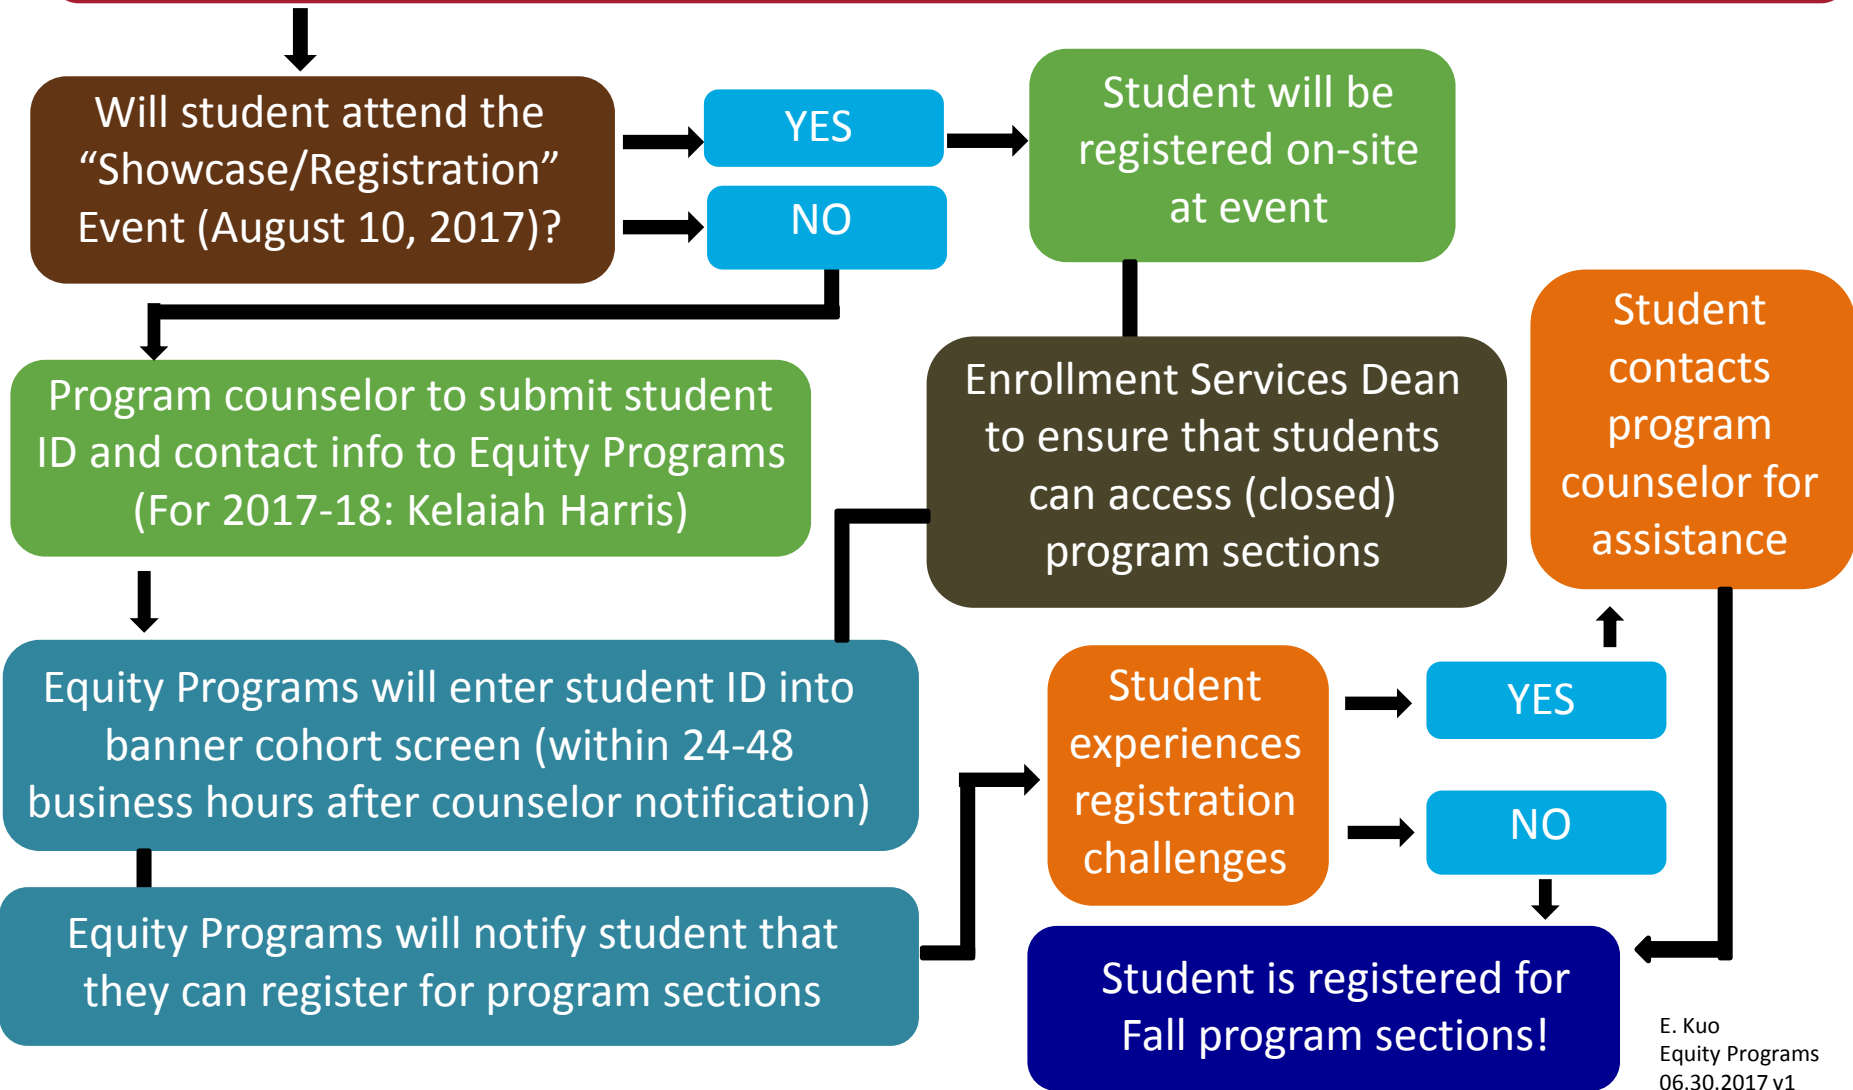 Will student attend the
“Showcase/Registration”
Event (August 10, 2017)?
YES
NO
Student will be
registered on-site
at event
Program counselor to submit student
ID and contact info to Equity Programs
(For 2017-18: Kelaiah Harris)
Enrollment Services Dean
to ensure that students
can access (closed)
program sections
Student
contacts
program
counselor for
assistance
Equity Programs will enter student ID into
banner cohort screen (within 24-48
business hours after counselor notification)
Student
experiences
registration
challenges
YES
NO
Equity Programs will notify student that
they can register for program sections
Student is registered for
Fall program sections!
E. Kuo
Equity Programs
06.30.2017 v1